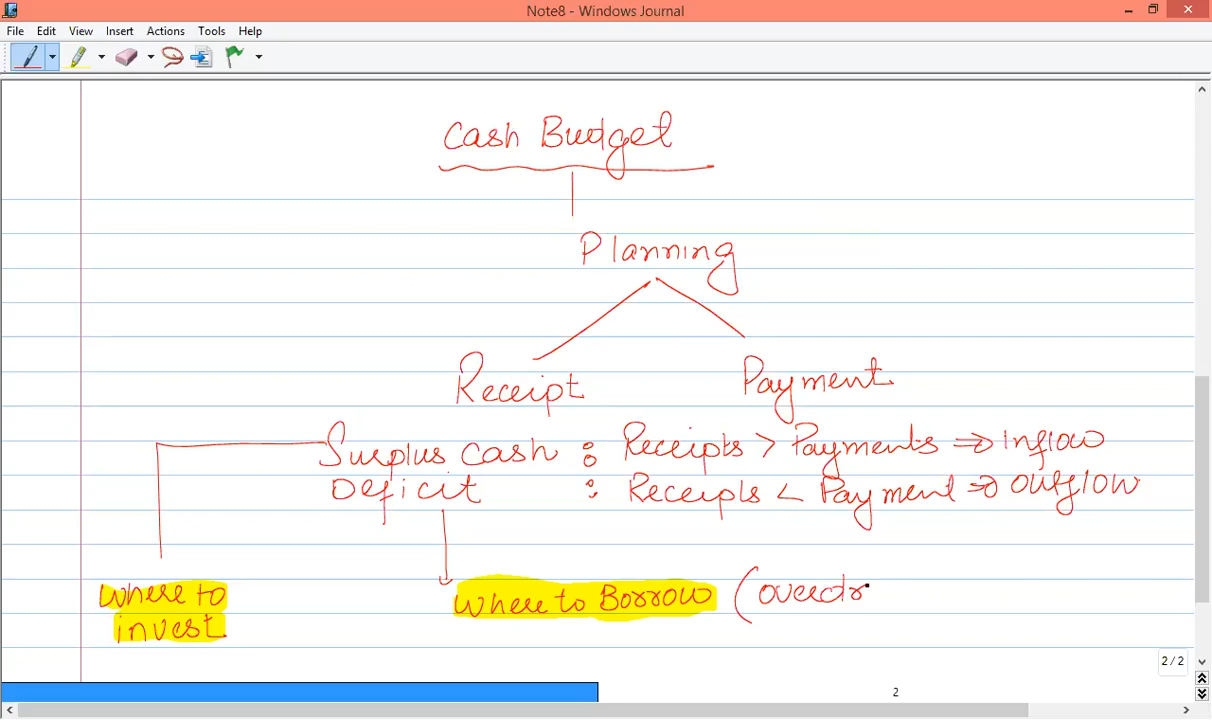 Note8 - Windows Journal
File Edit View Insert Actions Tools Help
Cash Budget
Planning
Receipt Payment
Surplus Cash : Receipts > Payments ⇒ Inflow
Deficit : Receipts < Payment ⇒ Outflow
Where to Where to Borrow (overdr
invest
2 / 2
2